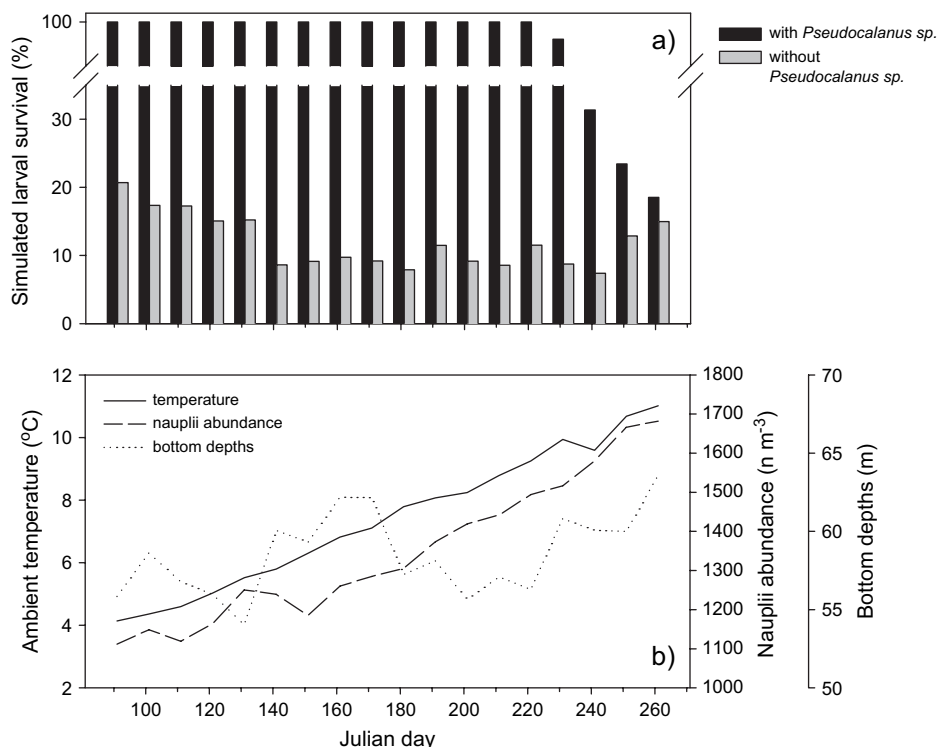 a)
with Pseudocalanus sp.
without
Pseudocalanus sp.
Simulated larval survival (%)
100
30
20
10
0
b)
temperature
nauplii abundance
bottom depths
Ambient temperature (°C)
12
10
8
6
4
2
Nauplii abundance (n m-3)
1800
1700
1600
1500
1400
1300
1200
1100
1000
Bottom depths (m)
70
65
60
55
50
100 120 140 160 180 200 220 240 260
Julian day